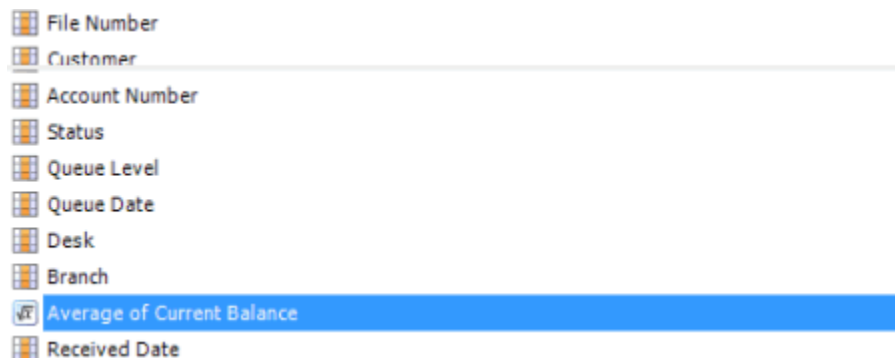 File Number
Customer
Account Number
Status
Queue Level
Queue Date
Desk
Branch
Average of Current Balance
Received Date